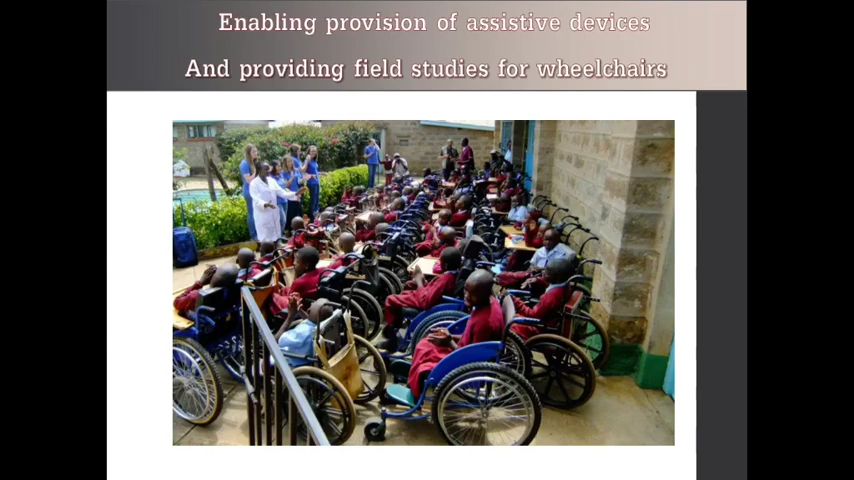 Enabling provision of assistive devices
And providing field studies for wheelchairs